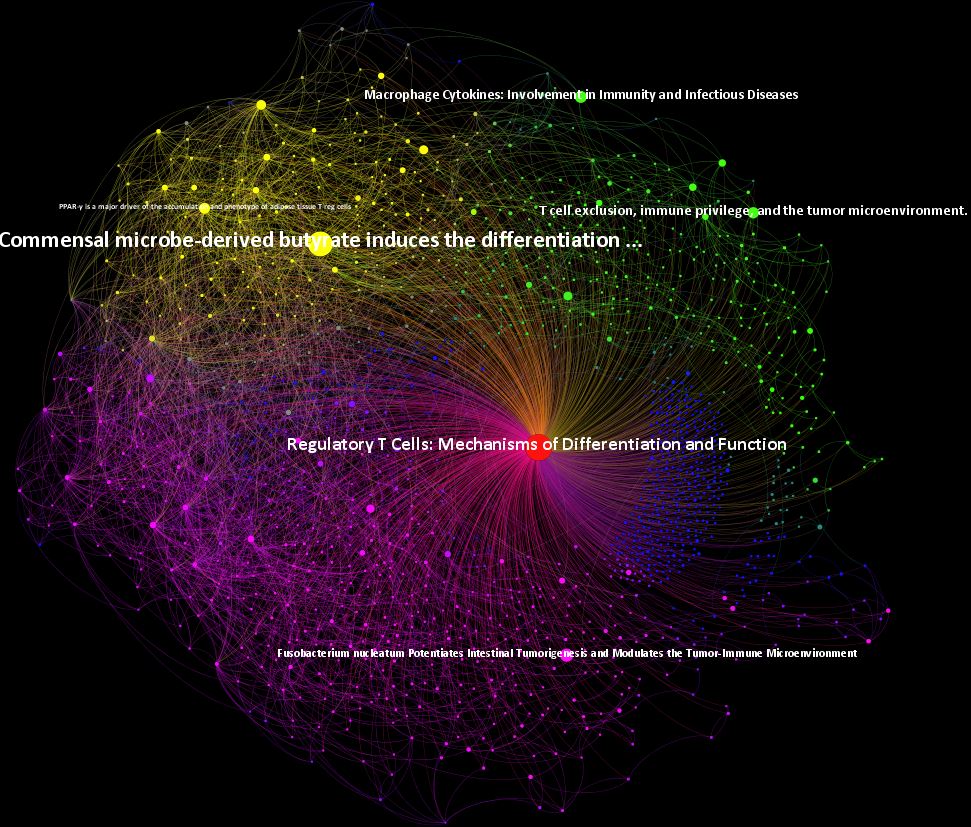 Macrophage Cytokines: Involvement in Immunity and Infectious Diseases
PPAR-γ is a major driver of the accumulation and phenotype of adipose tissue T reg cells
T cell exclusion, immune privilege, and the tumor microenvironment.
Commensal microbe-derived butyrate induces the differentiation ...
Regulatory T Cells: Mechanisms of Differentiation and Function
Fusobacterium nucleatum Potentiates Intestinal Tumorigenesis and Modulates the Tumor-Immune Microenvironment